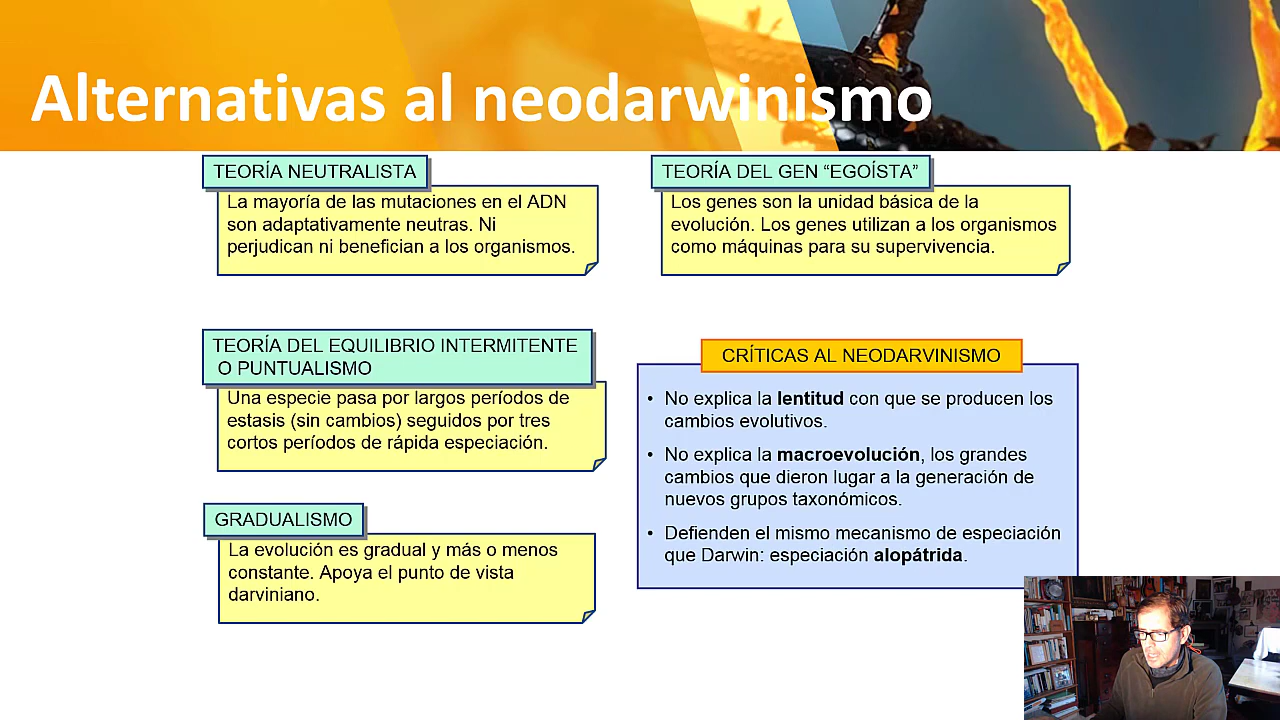 Alternativas al neodarwinismo
TEORÍA NEUTRALISTA
La mayoría de las mutaciones en el ADN
son adaptativamente neutras. Ni
perjudican ni benefician a los organismos.
TEORÍA DEL GEN “EGOÍSTA”
Los genes son la unidad básica de la
evolución. Los genes utilizan a los organismos
como máquinas para su supervivencia.
TEORÍA DEL EQUILIBRIO INTERMITENTE
O PUNTUALISMO
Una especie pasa por largos períodos de
estasis (sin cambios) seguidos por tres
cortos períodos de rápida especiación.
GRADUALISMO
La evolución es gradual y más o menos
constante. Apoya el punto de vista
darviniano.
CRÍTICAS AL NEODARVINISMO
• No explica la lentitud con que se producen los
cambios evolutivos.
• No explica la macroevolución, los grandes
cambios que dieron lugar a la generación de
nuevos grupos taxonómicos.
• Defienden el mismo mecanismo de especiación
que Darwin: especiación alopátrida.